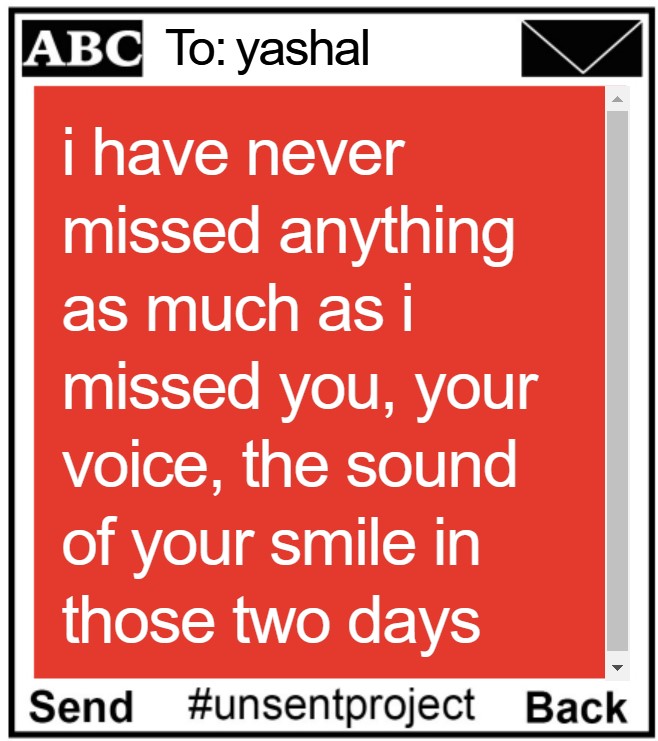 ABC To: yashal
i have never
missed anything
as much as i
missed you, your
voice, the sound
of your smile in
those two days
Send #unsentproject Back